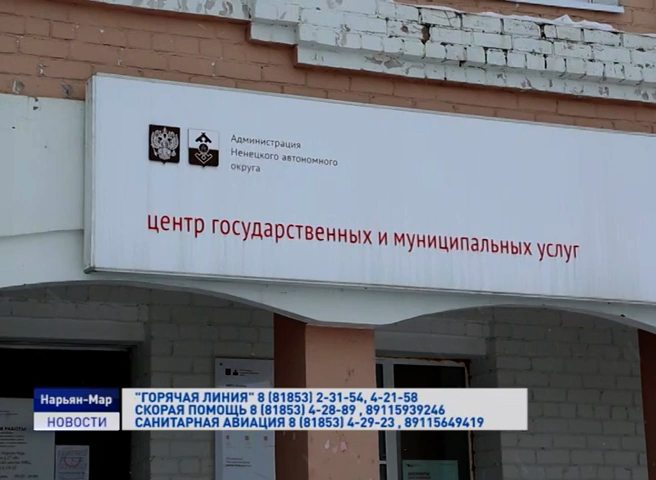 Администрация
Ненецкого автономного
округа
центр государственных и муниципальных услуг
Нарьян-Мар
НОВОСТИ
"ГОРЯЧАЯ ЛИНИЯ" 8 (81853) 2-31-54, 4-21-58
СКОРАЯ ПОМОЩЬ 8 (81853) 4-28-89 , 89115939246
САНИТАРНАЯ АВИАЦИЯ 8 (81853) 4-29-23 , 89115649419